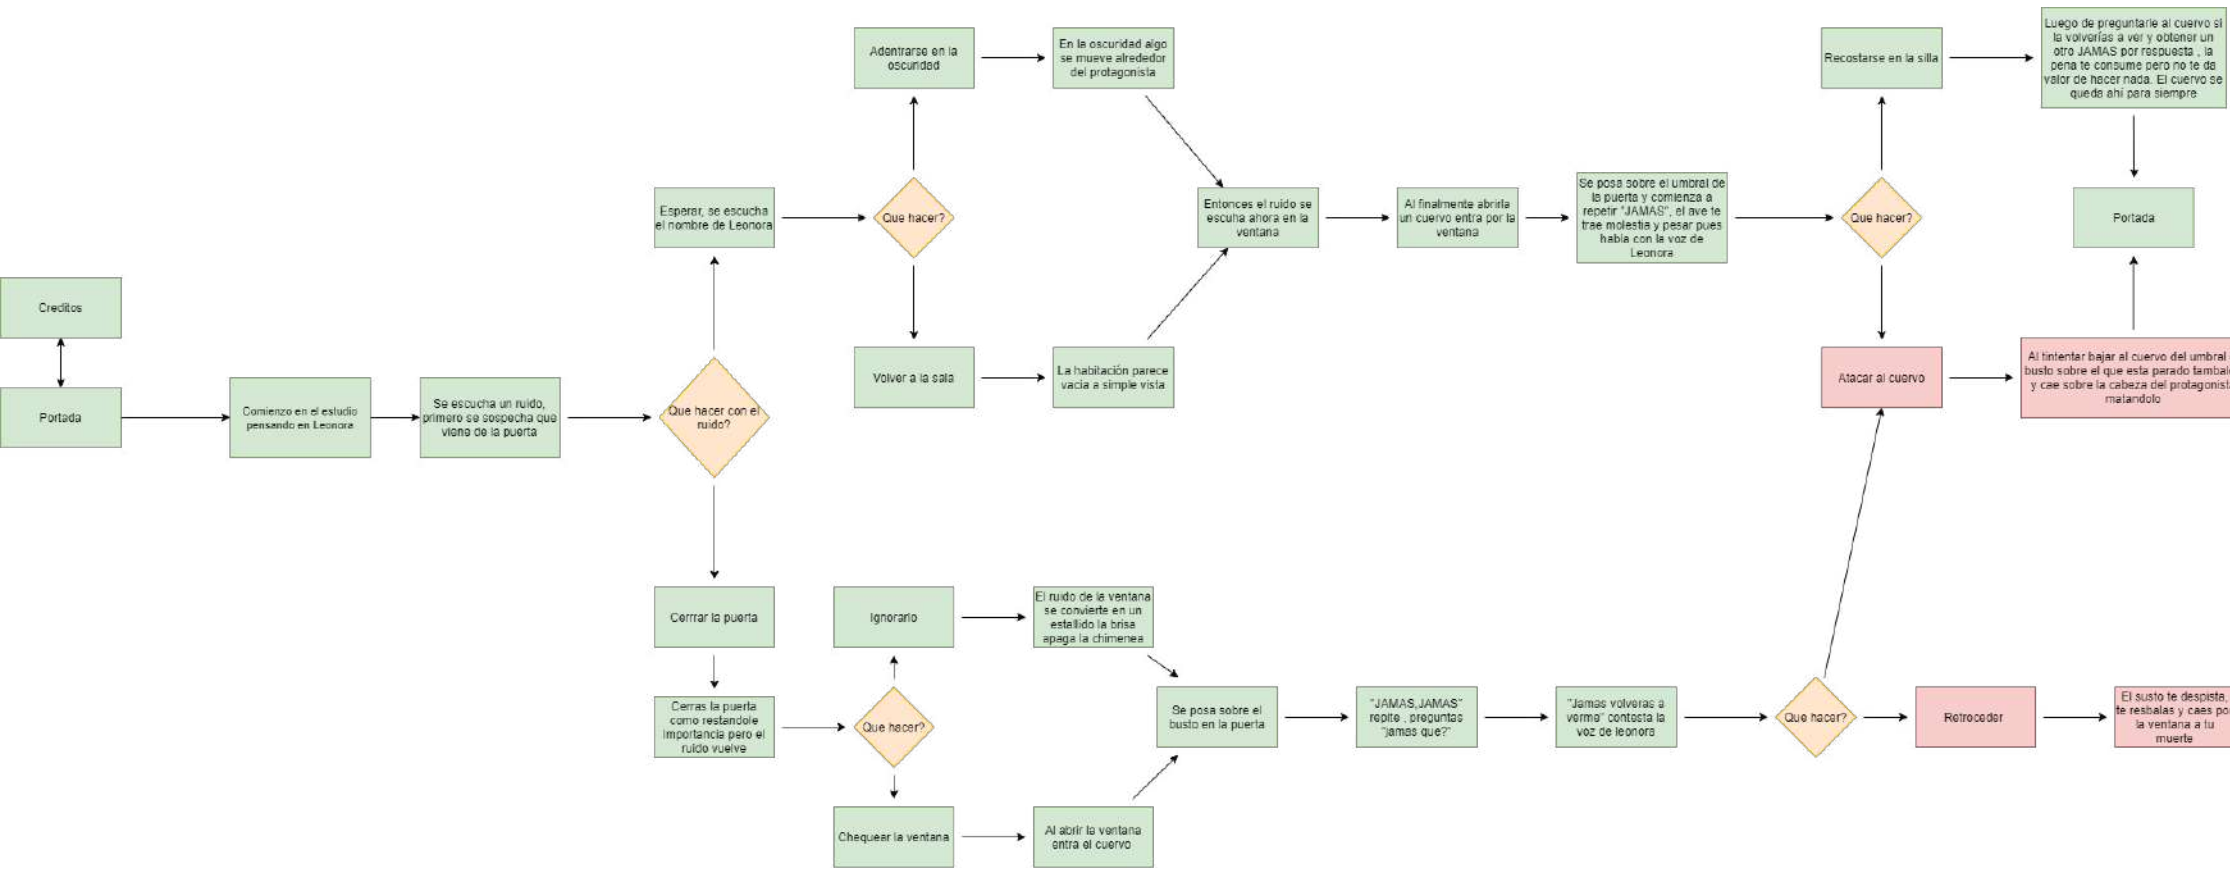 Creditos
Portada
Comienzo en el estudio
pensando en Leonora
Se escucha un ruido,
primero se sospecha que
viene de la puerta
Que hacer con el
ruido?
Esperar, se escucha
el nombre de Leonora
Que hacer?
Adentrarse en la
oscuridad
En la oscuridad algo
se mueve alrededor
del protagonista
Volver a la sala
La habitación parece
vacia a simple vista
Entonces el ruido se
escuha ahora en la
ventana
Al finalmente abrirla
un cuervo entra por la
ventana
Se posa sobre el umbral de
la puerta y comienza a
repetir "JAMAS", el ave te
trae molestia y pesar pues
habla con la voz de
Leonora
Que hacer?
Recostarse en la silla
Luego de preguntarle al cuervo si
la volverías a ver y obtener un
otro JAMAS por respuesta , la
pena te consume pero no te da
valor de hacer nada. El cuervo se
queda ahí para siempre
Portada
Atacar al cuervo
Al tintentar bajar al cuervo del umbral
busto sobre el que esta parado
y cae sobre la cabeza del
matandolo
Cerrrar la puerta
Cerras la puerta
como restandole
importancia pero el
ruido vuelve
Que hacer?
Ignorarlo
El ruido de la ventana
se convierte en un
estallido la brisa
apaga la chimenea
Chequear la ventana
Al abrir la ventana
entra el cuervo
Se posa sobre el
busto en la puerta
"JAMAS,JAMAS"
repite , preguntas
"jamas que?"
"Jamas volveras a
verme" contesta la
voz de leonora
Que hacer?
Retroceder
El susto te despista,
te resbalas y caes por
la ventana a tu
muerte